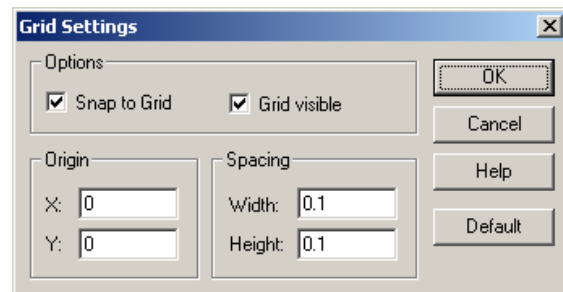 Grid Settings
Options
Snap to Grid
Grid visible
OK
Cancel
Origin
X: 0
Y: 0
Spacing
Width: 0.1
Height: 0.1
Help
Default